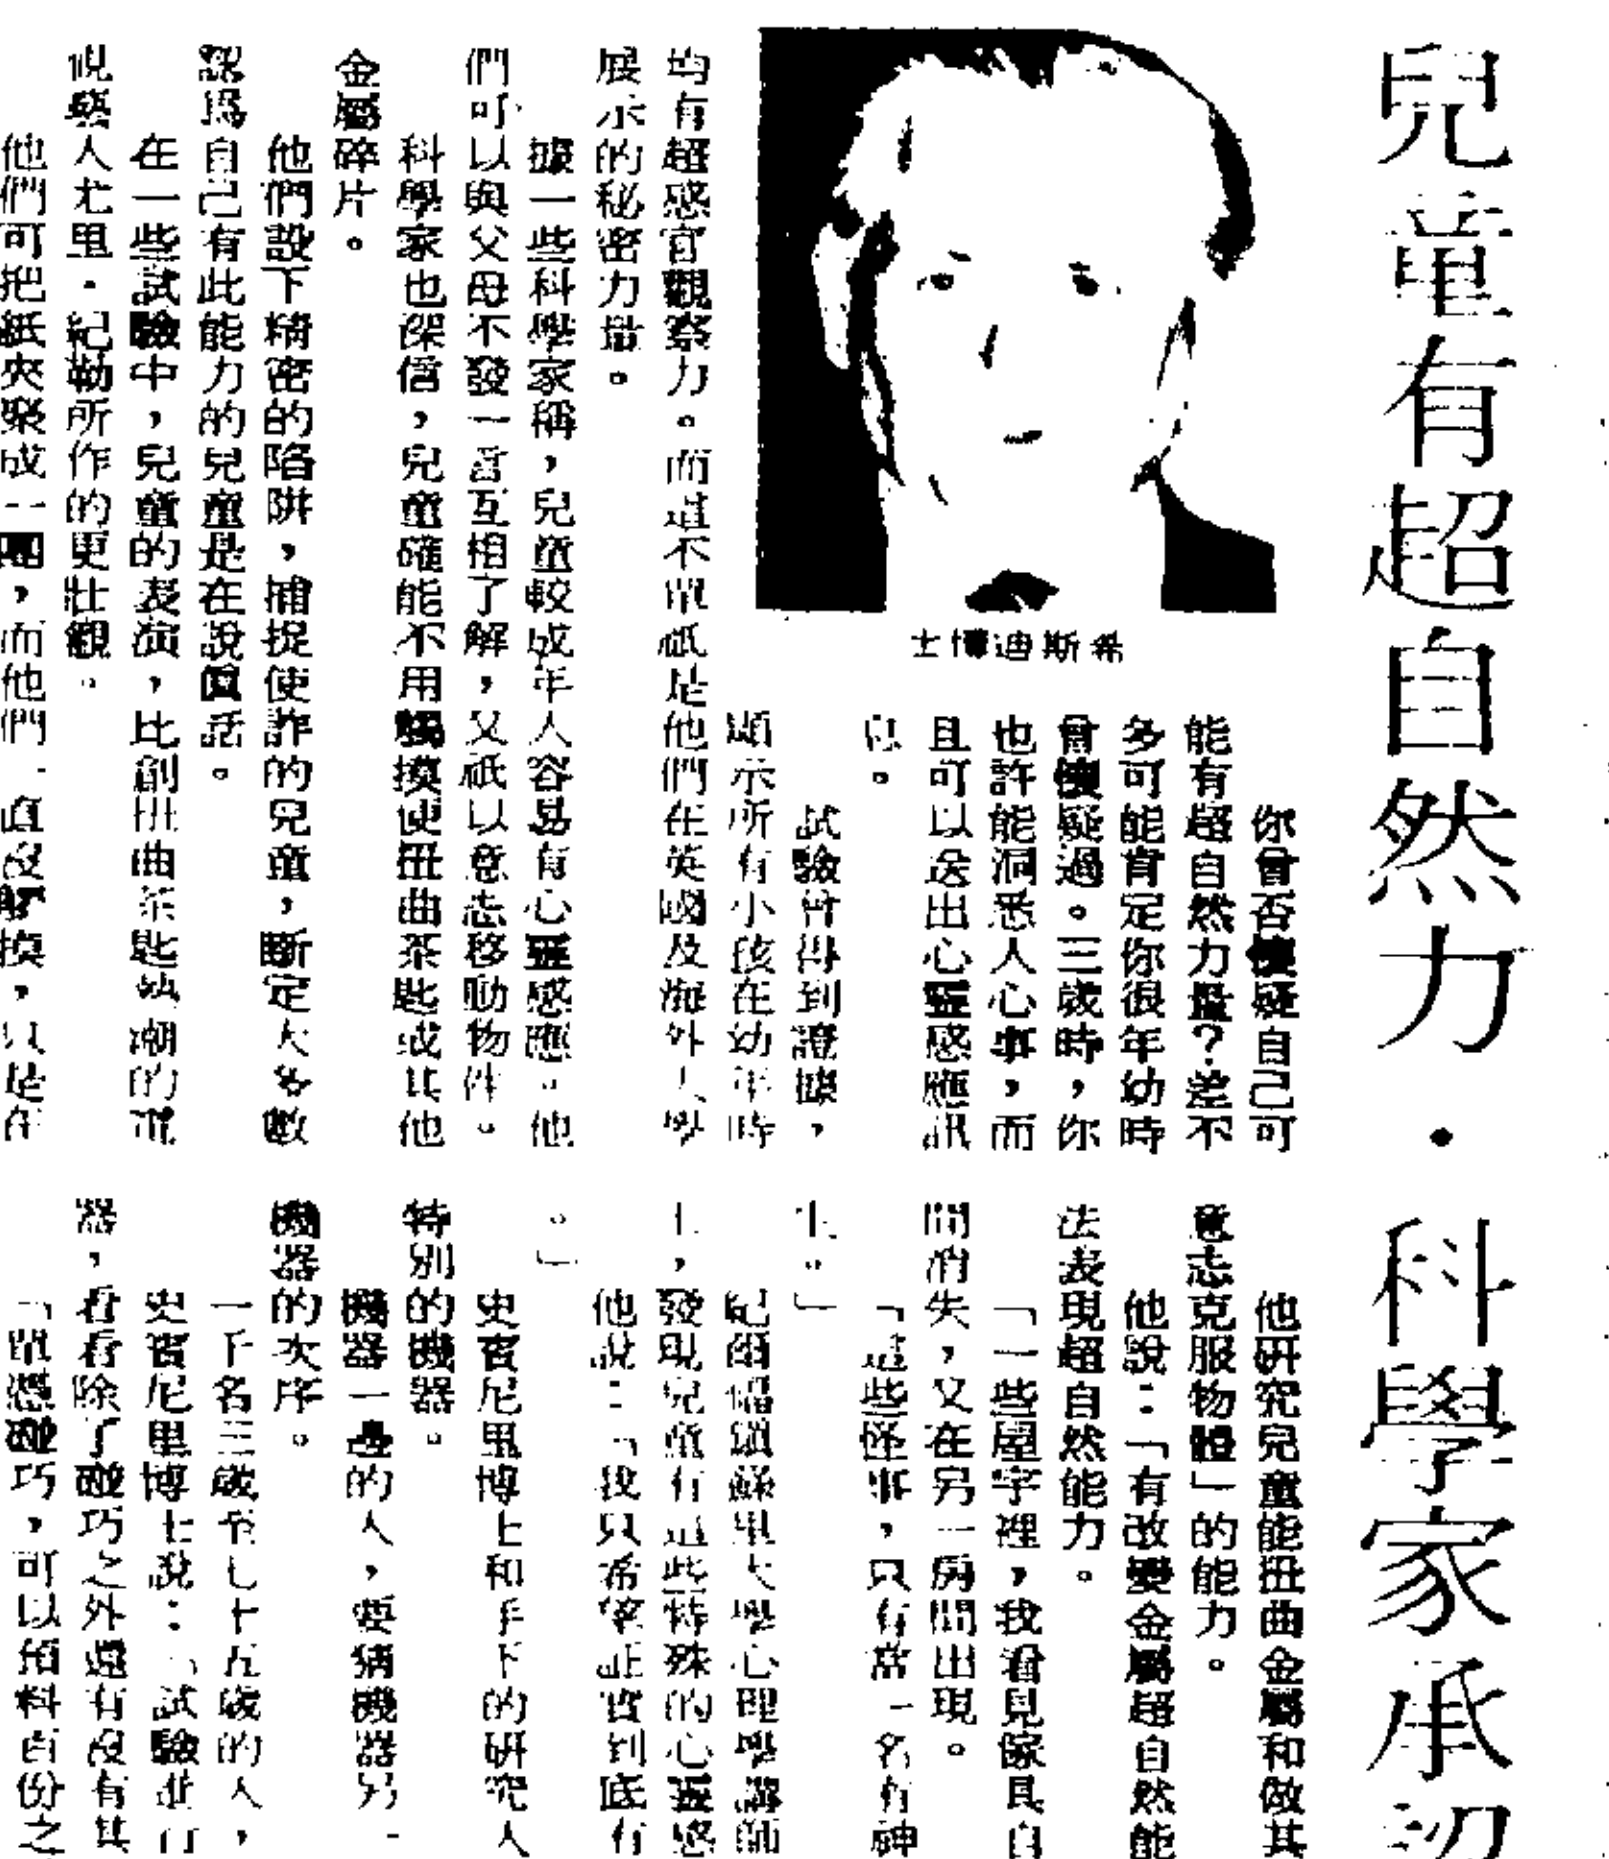 兒童有超自然力·科學家承認
希斯迪博士
你曾否懷疑自己可
能有超自然力量？差不
多可能肯定你很年幼時
曾懷疑過。三歲時，你
也許能洞悉人心事，而
且可以送出心靈感應訊
息。
試驗曾得到證據，
顯示所有小孩在幼年時
均有超感官觀察力。而這不單祇是他們在英國及海外大學
展示的秘密力量。
據一些科學家稱，兒童較成年人容易有心靈感應。他
們可以與父母不發一言互相了解，又祇以意志移動物件。
科學家也深信，兒童確能不用觸摸便扭曲茶匙或其他
金屬碎片。
他們設下精密的陷阱，捕捉使詐的兒童，斷定大多數
認爲自己有此能力的兒童是在說真話。
在一些試驗中，兒童的表演，比創扭曲茶匙熱潮的電
視藝人尤里·紀勒所作的更壯觀。
他們可把紙夾聚成一團，而他們一直沒觸摸，只是在
他研究兒童能扭曲金屬和做其
意志克服物體」的能力。
他說：「有改變金屬超自然能
法表現超自然能力。
「一些屋宇裡，我看見傢具自
間消失，又在另一房間出現。
「這些怪事，只有當一名有神
生。」
紀爾福頓蘇里大學心理學講師
上，發現兒童有這些特殊的心靈感
他說：「我只希望証實到底有
。」
史賓尼里博士和手下的研究人
特別的機器。
機器一邊的人，要猜機器另一
機器的次序。
一千名三歲至七十五歲的人，
史賓尼里博士說：「試驗進行
器，看看除了碰巧之外還有沒有其
「單憑碰巧，可以預料百份之